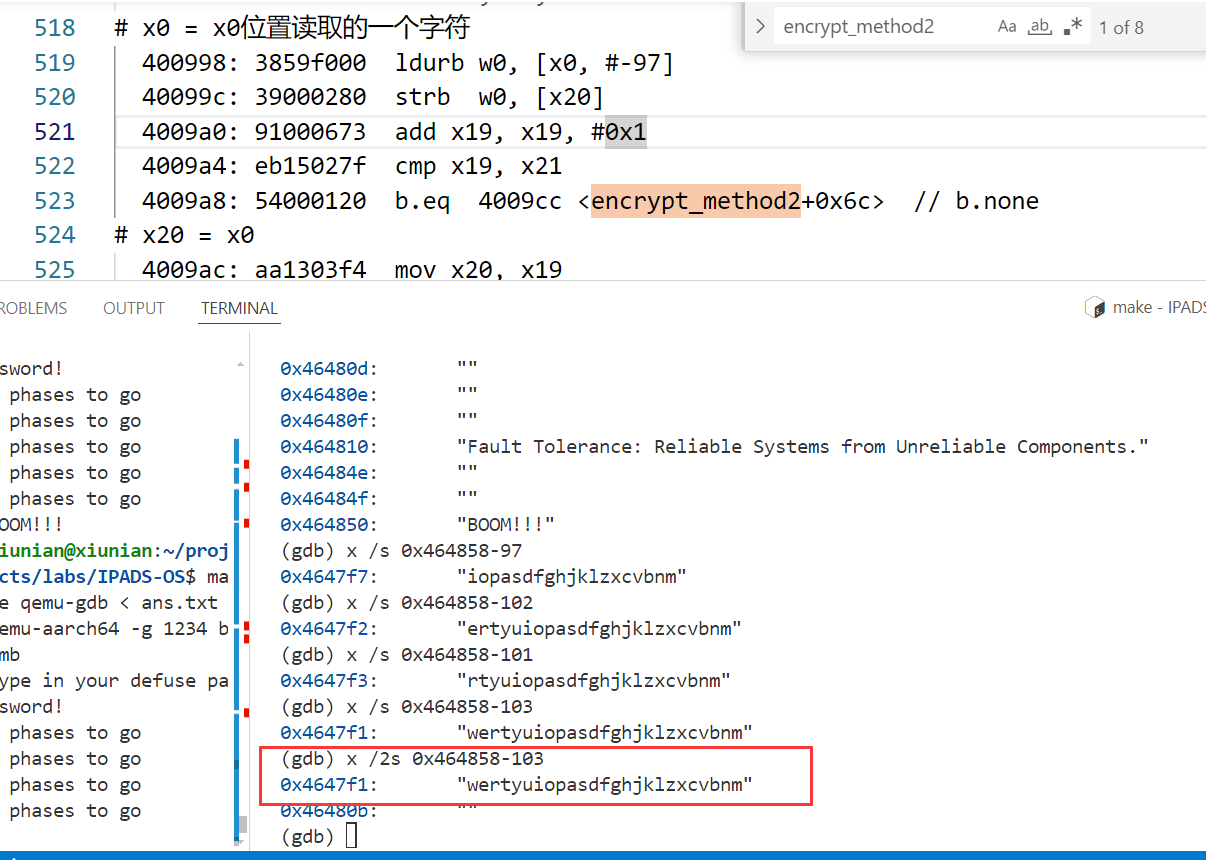 518 # x0 = x0位置读取的一个字符
519 400998: 3859f000 ldurb w0, [x0, #-97]
520 40099c: 39000280 strb w0, [x20]
521 4009a0: 91000673 add x19, x19, #0x1
522 4009a4: eb15027f cmp x19, x21
523 4009a8: 54000120 b.eq 4009cc <encrypt_method2+0x6c> // b.none
524 # x20 = x0
525 4009ac: aa1303f4 mov x20, x19
encrypt_method2 Aa ab .* 1 of 8
ROBLEMS OUTPUT TERMINAL
make - IPADS
sword!
phases to go
phases to go
phases to go
phases to go
phases to go
OOM!!!
iunian@xiunian:~/proj
cts/labs/IPADS-OS$ ma
e qemu-gdb < ans.txt
emu-aarch64 -g 1234 b
mb
ype in your defuse pa
sword!
phases to go
phases to go
phases to go
phases to go
0x46480d: ""
0x46480e: ""
0x46480f: ""
0x464810: "Fault Tolerance: Reliable Systems from Unreliable Components."
0x46484e: ""
0x46484f: ""
0x464850: "BOOM!!!"
(gdb) x /s 0x464858-97
0x4647f7: "iopasdfghjklzxcvbnm"
(gdb) x /s 0x464858-102
0x4647f2: "ertyuiopasdfghjklzxcvbnm"
(gdb) x /s 0x464858-101
0x4647f3: "rtyuiopasdfghjklzxcvbnm"
(gdb) x /s 0x464858-103
0x4647f1: "wertyuiopasdfghjklzxcvbnm"
(gdb) x /2s 0x464858-103
0x4647f1: "wertyuiopasdfghjklzxcvbnm"
0x46480b: ""
(gdb)